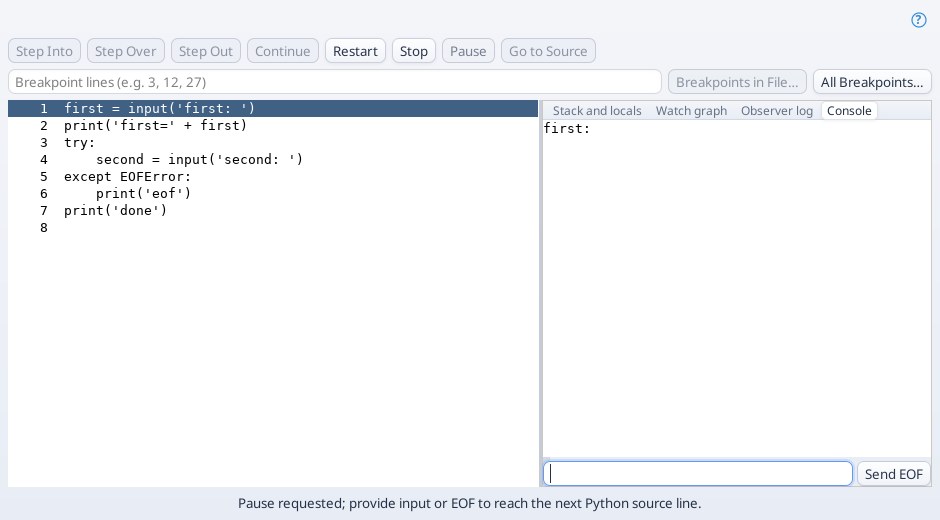 ?
Step Into Step Over Step Out Continue Restart Stop Pause Go to Source
Breakpoint lines (e.g. 3, 12, 27) Breakpoints in File... All Breakpoints...
1 first = input('first: ')
2 print('first=' + first)
3 try:
4     second = input('second: ')
5 except EOFError:
6     print('eof')
7 print('done')
8
Stack and locals Watch graph Observer log Console
first:
Send EOF
Pause requested; provide input or EOF to reach the next Python source line.